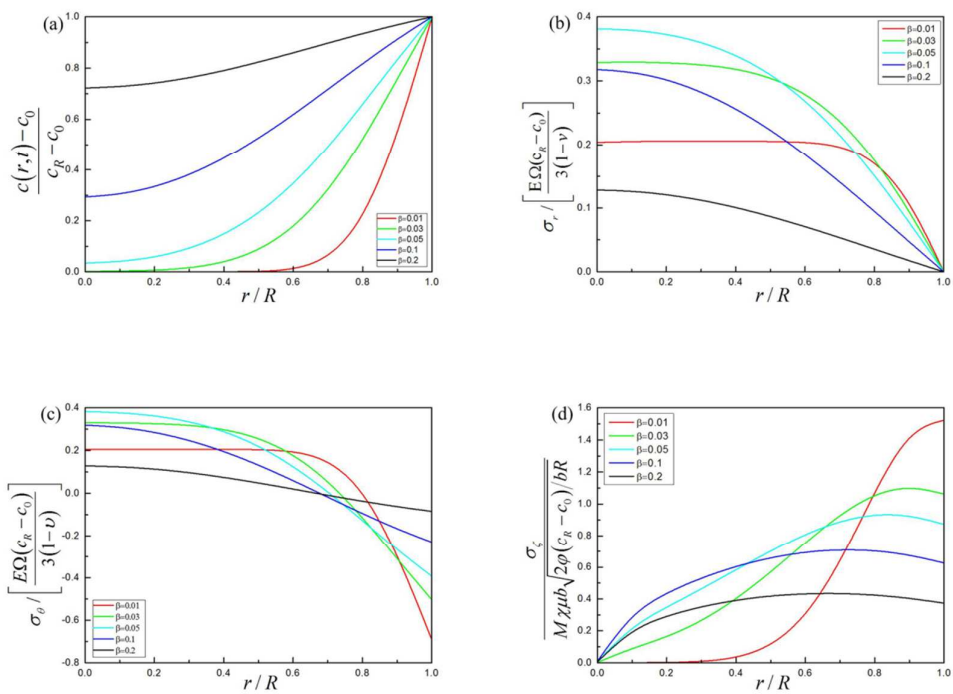 (a)
1.0
0.8
0.6
0.4
0.2
0.0
c(r,t)−c₀
c_R−c₀
β=0.01
β=0.03
β=0.05
β=0.1
β=0.2
0.0 0.2 0.4 0.6 0.8 1.0
r / R
(b)
0.4
0.3
0.2
0.1
0.0
σ_r / [EΩ(c_R−c₀) / 3(1−ν)]
β=0.01
β=0.03
β=0.05
β=0.1
β=0.2
0.0 0.2 0.4 0.6 0.8 1.0
r / R
(c)
0.4
0.2
0.0
-0.2
-0.4
-0.6
-0.8
σ_θ / [EΩ(c_R−c₀) / 3(1−υ)]
β=0.01
β=0.03
β=0.05
β=0.1
β=0.2
0.0 0.2 0.4 0.6 0.8 1.0
r / R
(d)
1.6
1.4
1.2
1.0
0.8
0.6
0.4
0.2
0.0
σ_ζ
Mχμb√2φ(c_R−c₀)/bR
β=0.01
β=0.03
β=0.05
β=0.1
β=0.2
0.0 0.2 0.4 0.6 0.8 1.0
r / R